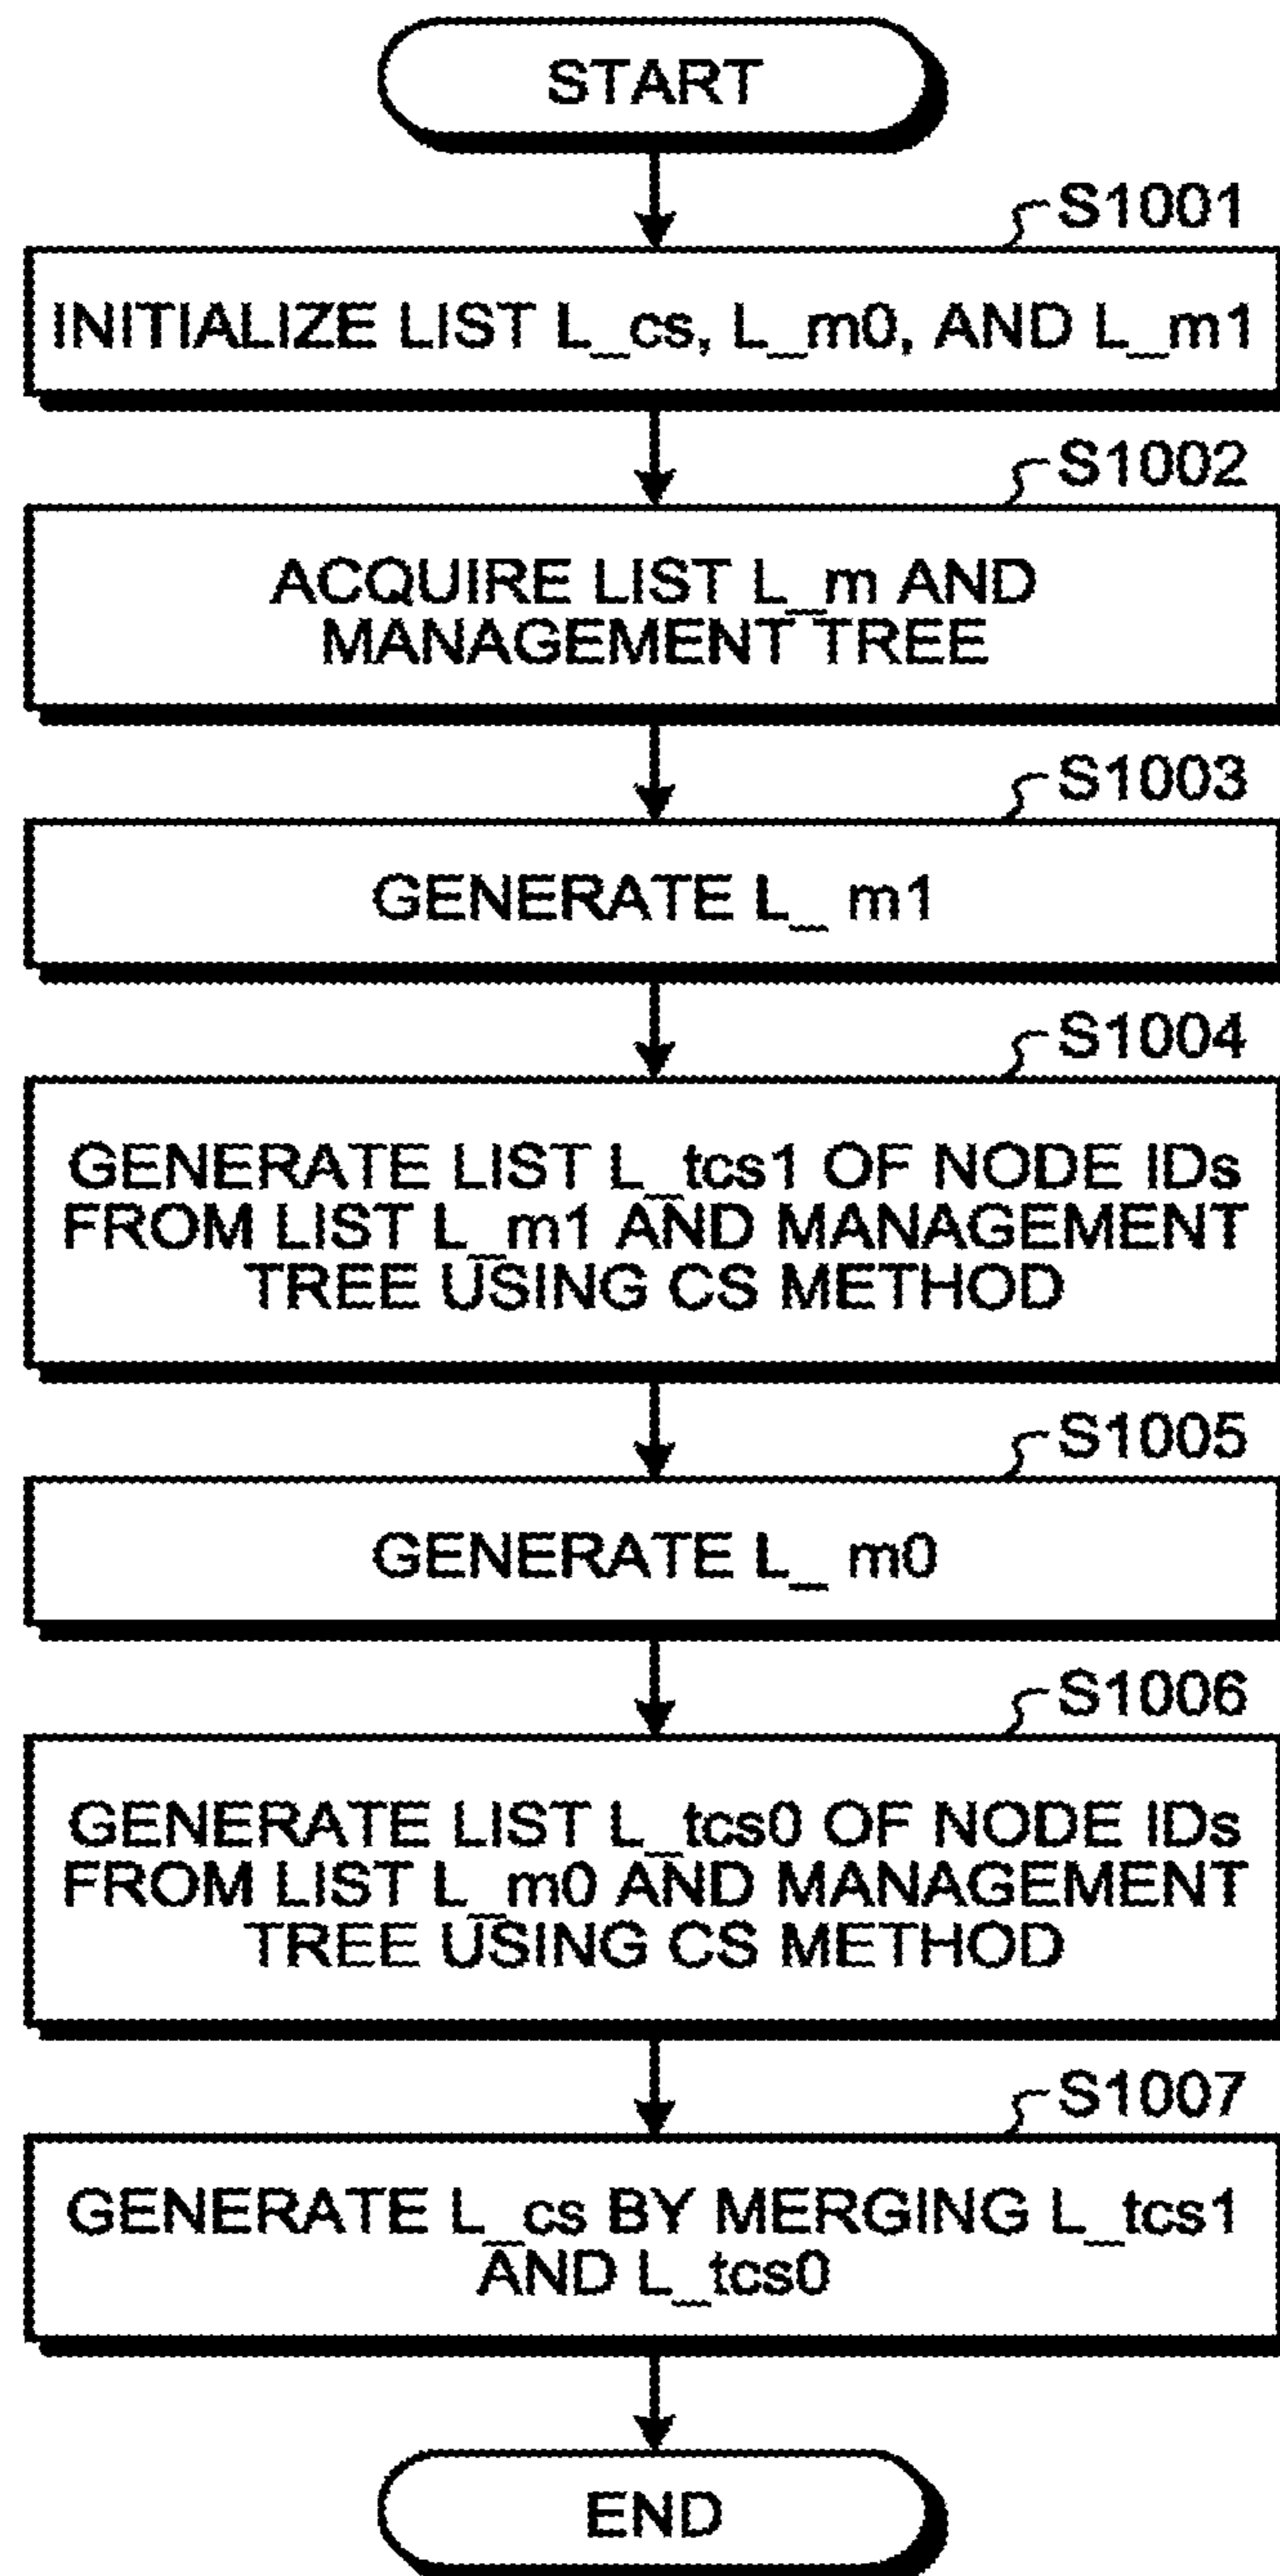 START
S1001
INITIALIZE LIST L_cs, L_m0, AND L_m1
S1002
ACQUIRE LIST L_m AND
MANAGEMENT TREE
S1003
GENERATE L_ m1
S1004
GENERATE LIST L_tcs1 OF NODE IDs
FROM LIST L_m1 AND MANAGEMENT
TREE USING CS METHOD
S1005
GENERATE L_ m0
S1006
GENERATE LIST L_tcs0 OF NODE IDs
FROM LIST L_m0 AND MANAGEMENT
TREE USING CS METHOD
S1007
GENERATE L_cs BY MERGING L_tcs1
AND L_tcs0
END